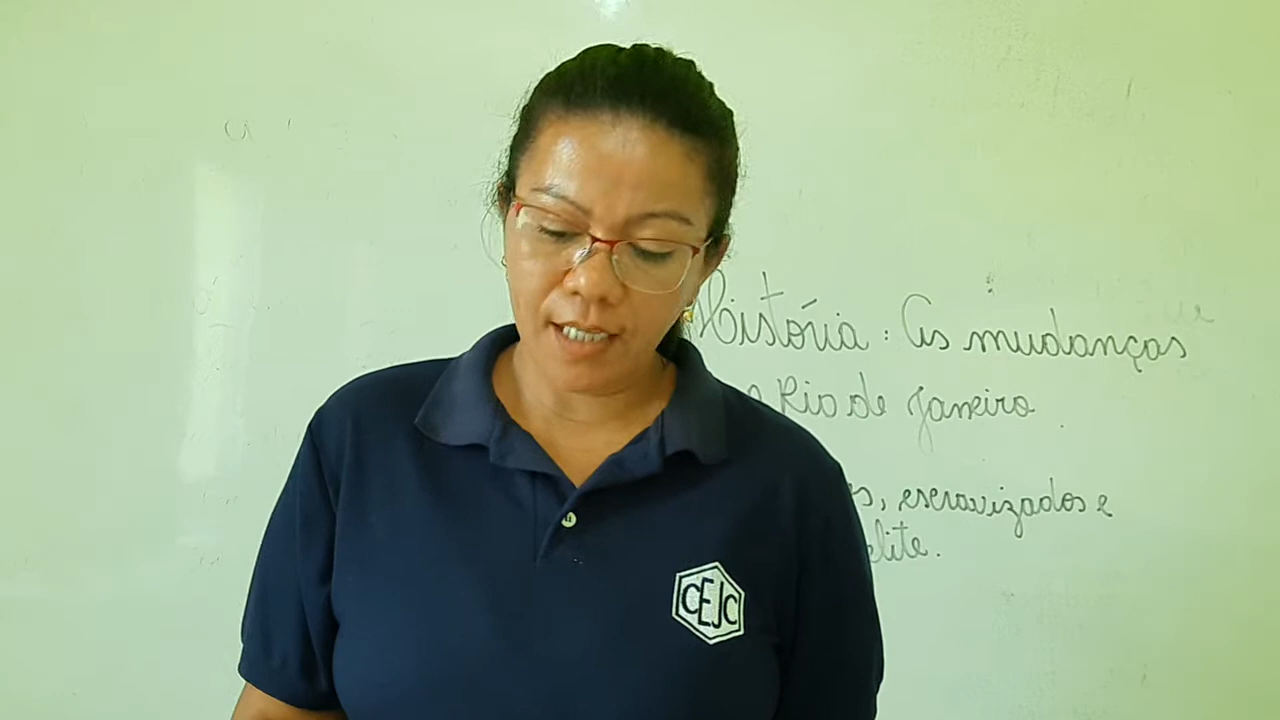 História: As mudanças
Rio de Janeiro.
escravizados e
elite.
CEJC